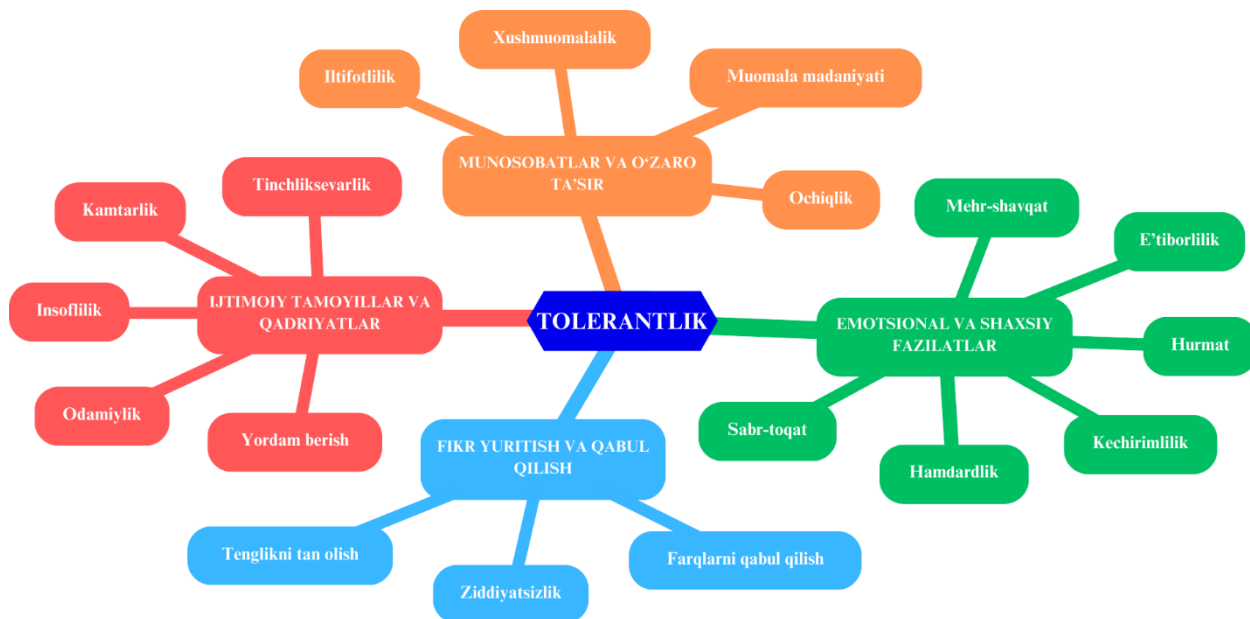 Xushmuomalalik
Iltifotlilik
Muomala madaniyati
MUNOSOBATLAR VA O‘ZARO
TA’SIR
Ochiqlik
Tinchliksevarlik
Kamtarlik
Insoflilik
IJTIMOIY TAMOYILLAR VA
QADRIYATLAR
Odamiylik
Yordam berish
TOLERANTLIK
Mehr-shavqat
E’tiborlilik
EMOTSIONAL VA SHAXSIY
FAZILATLAR
Hurmat
Sabr-toqat
Hamdardlik
Kechirimlilik
FIKR YURITISH VA QABUL
QILISH
Tenglikni tan olish
Ziddiyatsizlik
Farqlarni qabul qilish